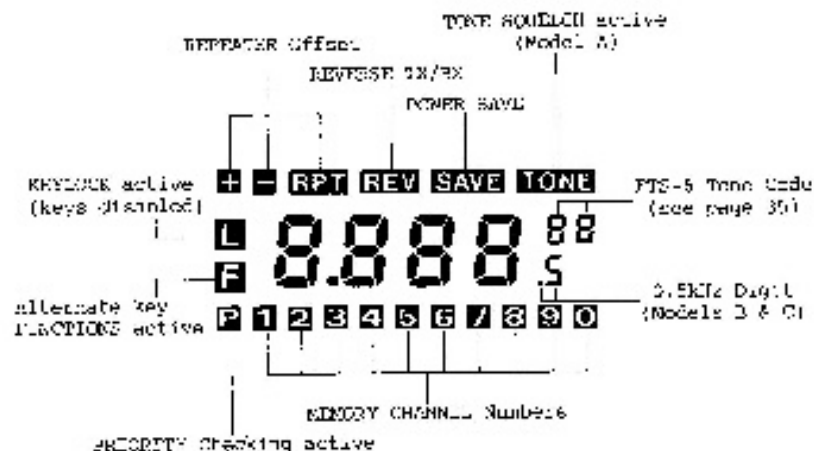 TONE SQUELCH active
(Model A)
REPEATER Offset
REVERSE TX/RX
POWER SAVE
+ - RPT REV SAVE TONE
KEYLOCK active
(keys disabled)
FTS-6 Tone Code
(see page 35)
L 8.888 88
F .5
Alternate key
FUNCTIONS active
Digit
(Models B & C)
P 1 2 3 4 5 6 7 8 9 0
MEMORY CHANNEL Numbers
PRIORITY Checking active